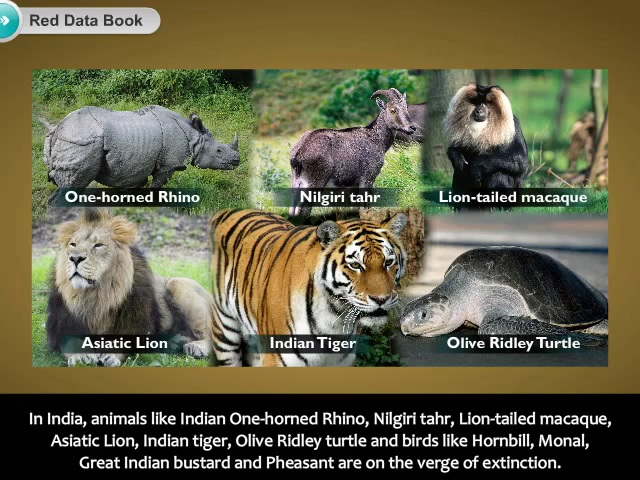 Red Data Book
One-horned Rhino
Nilgiri tahr
Lion-tailed macaque
Asiatic Lion
Indian Tiger
Olive Ridley Turtle
In India, animals like Indian One-horned Rhino, Nilgiri tahr, Lion-tailed macaque,
Asiatic Lion, Indian tiger, Olive Ridley turtle and birds like Hornbill, Monal,
Great Indian bustard and Pheasant are on the verge of extinction.